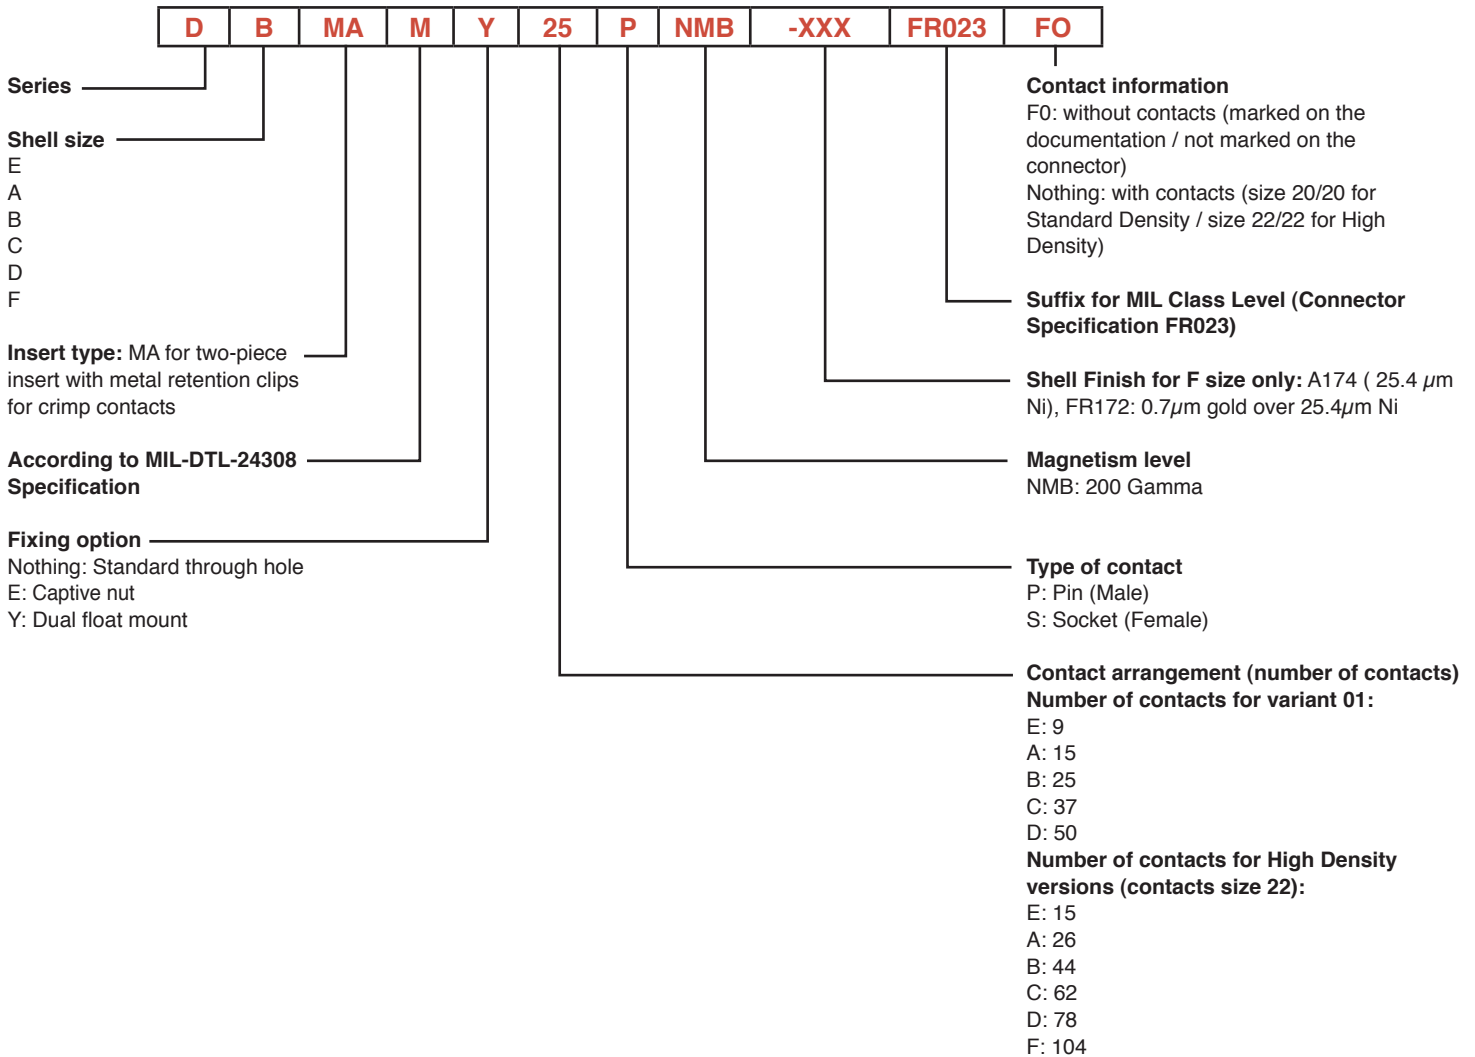 D B MA M Y 25 P NMB -XXX FR023 FO
Series
Shell size
E
A
B
C
D
F
Insert type: MA for two-piece
insert with metal retention clips
for crimp contacts
According to MIL-DTL-24308
Specification
Fixing option
Nothing: Standard through hole
E: Captive nut
Y: Dual float mount
Contact information
F0: without contacts (marked on the
documentation / not marked on the
connector)
Nothing: with contacts (size 20/20 for
Standard Density / size 22/22 for High
Density)
Suffix for MIL Class Level (Connector
Specification FR023)
Shell Finish for F size only: A174 ( 25.4 µm
Ni), FR172: 0.7µm gold over 25.4µm Ni
Magnetism level
NMB: 200 Gamma
Type of contact
P: Pin (Male)
S: Socket (Female)
Contact arrangement (number of contacts)
Number of contacts for variant 01:
E: 9
A: 15
B: 25
C: 37
D: 50
Number of contacts for High Density
versions (contacts size 22):
E: 15
A: 26
B: 44
C: 62
D: 78
F: 104